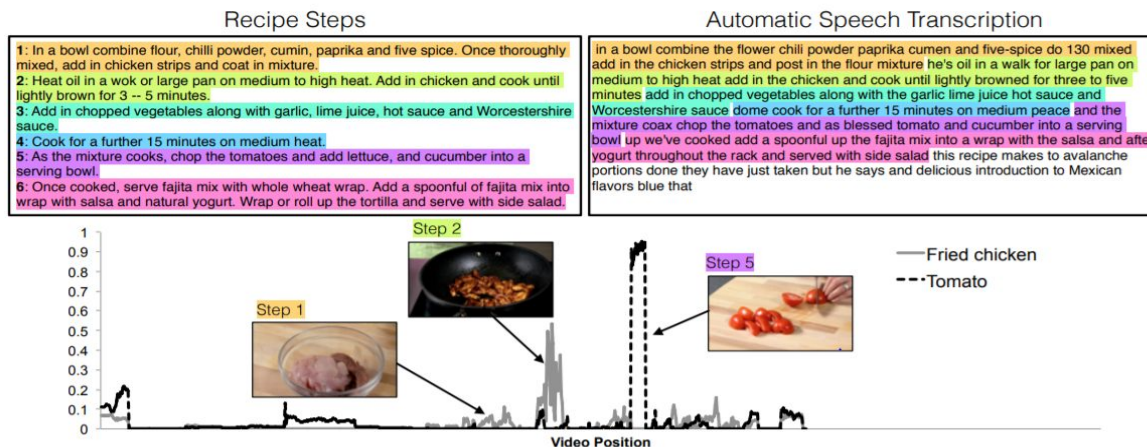 Recipe Steps
1: In a bowl combine flour, chilli powder, cumin, paprika and five spice. Once thoroughly
mixed, add in chicken strips and coat in mixture.
2: Heat oil in a wok or large pan on medium to high heat. Add in chicken and cook until
lightly brown for 3 -- 5 minutes.
3: Add in chopped vegetables along with garlic, lime juice, hot sauce and Worcestershire
sauce.
4: Cook for a further 15 minutes on medium heat.
5: As the mixture cooks, chop the tomatoes and add lettuce, and cucumber into a
serving bowl.
6: Once cooked, serve fajita mix with whole wheat wrap. Add a spoonful of fajita mix into
wrap with salsa and natural yogurt. Wrap or roll up the tortilla and serve with side salad.
Automatic Speech Transcription
in a bowl combine the flower chili powder paprika cumen and five-spice do 130 mixed
add in the chicken strips and post in the flour mixture he's oil in a walk for large pan on
medium to high heat add in the chicken and cook until lightly browned for three to five
minutes add in chopped vegetables along with the garlic lime juice hot sauce and
Worcestershire sauce dome cook for a further 15 minutes on medium peace and the
mixture coax chop the tomatoes and as blessed tomato and cucumber into a serving
bowl up we've cooked add a spoonful up the fajita mix into a wrap with the salsa and after
yogurt throughout the rack and served with side salad this recipe makes to avalanche
portions done they have just taken but he says and delicious introduction to Mexican
flavors blue that
1
0.9
0.8
0.7
0.6
0.5
0.4
0.3
0.2
0.1
0
Step 1
Step 2
Step 5
Fried chicken
Tomato
Video Position